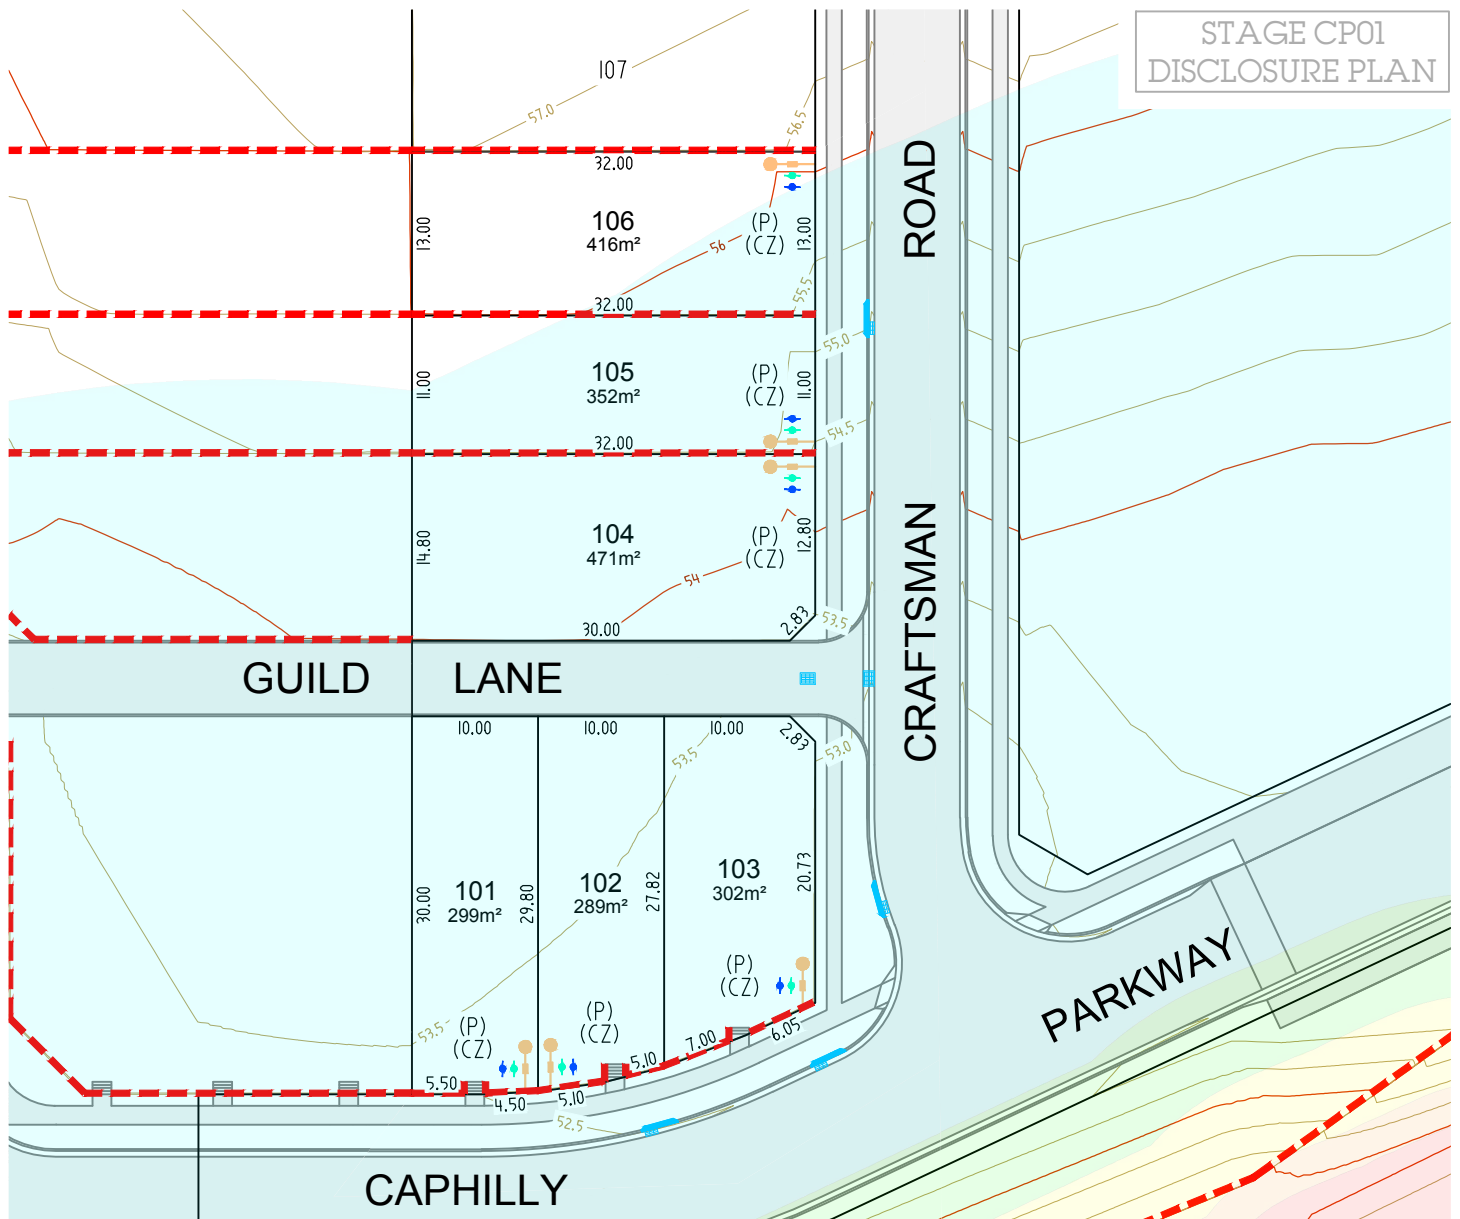 STAGE CP01
DISCLOSURE PLAN
107
57.0
56.5
32.00
106
416m²
13.00
(P)
(CZ)
13.00
56
55.5
32.00
ROAD
105
352m²
11.00
(P)
(CZ)
11.00
55.0
54.5
32.00
104
471m²
14.80
(P)
(CZ)
12.80
54
30.00
2.83
53.5
CRAFTSMAN
GUILD LANE
10.00
10.00
10.00
2.83
53.0
53.5
101
299m²
30.00
29.80
102
289m²
27.82
103
302m²
20.73
(P)
(CZ)
(P)
(CZ)
(P)
(CZ)
53.5
5.50
4.50
5.10
5.10
7.00
6.05
52.5
CAPHILLY
PARKWAY